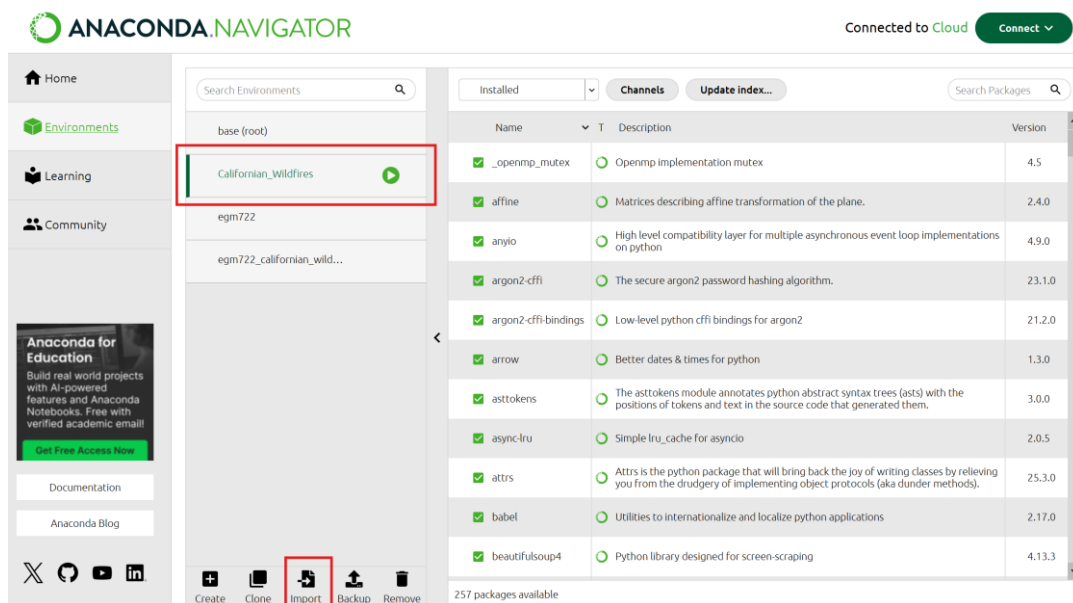 ANACONDA.NAVIGATOR
Connected to Cloud
Connect
Home
Environments
Learning
Community
Anaconda for
Education
Build real world projects
with AI-powered
features and Anaconda
Notebooks. Free with
verified academic email!
Get Free Access Now
Documentation
Anaconda Blog
Search Environments
base (root)
Californian_Wildfires
egm722
egm722_californian_wild...
Create Clone Import Backup Remove
Installed Channels Update index... Search Packages
Name T Description Version
_openmp_mutex Openmp implementation mutex 4.5
affine Matrices describing affine transformation of the plane. 2.4.0
anyio High level compatibility layer for multiple asynchronous event loop implementations
on python 4.9.0
argon2-cffi The secure argon2 password hashing algorithm. 23.1.0
argon2-cffi-bindings Low-level python cffi bindings for argon2 21.2.0
arrow Better dates & times for python 1.3.0
asttokens The asttokens module annotates python abstract syntax trees (asts) with the
positions of tokens and text in the source code that generated them. 3.0.0
async-lru Simple lru_cache for asyncio 2.0.5
attrs Attrs is the python package that will bring back the joy of writing classes by relieving
you from the drudgery of implementing object protocols (aka dunder methods). 25.3.0
babel Utilities to internationalize and localize python applications 2.17.0
beautifulsoup4 Python library designed for screen-scraping 4.13.3
257 packages available